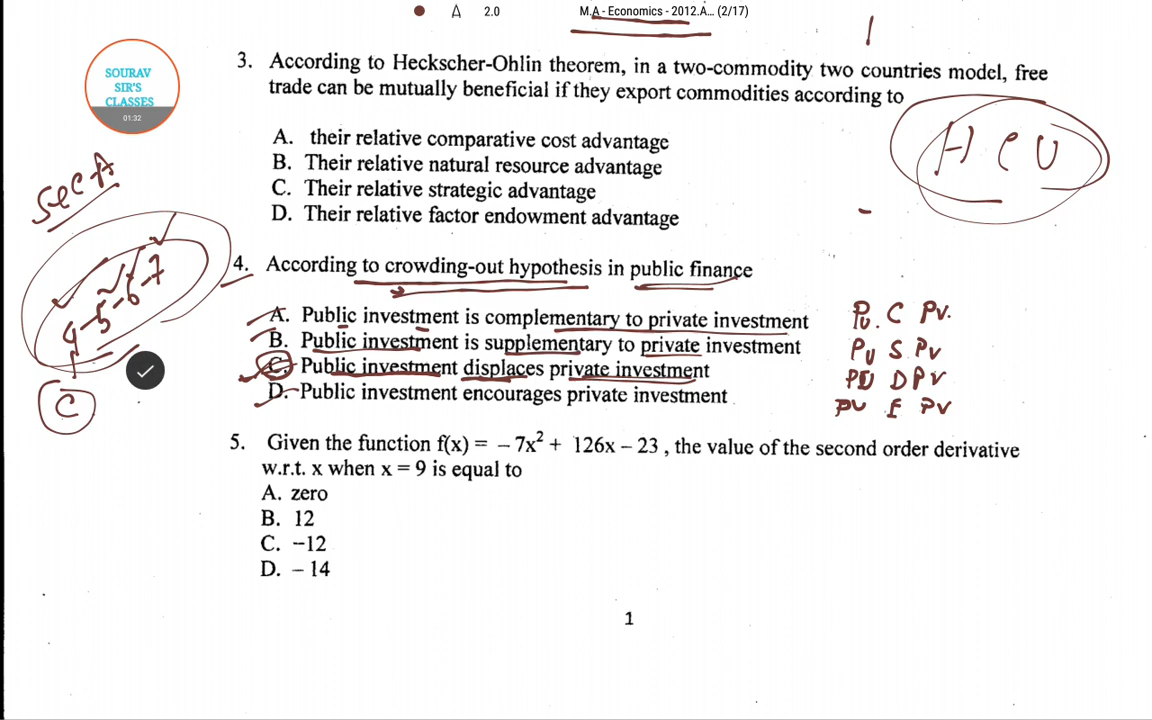 2.0 M.A - Economics - 2012.A... (2/17)
SOURAV
SIR'S
CLASSES
01:32
3. According to Heckscher-Ohlin theorem, in a two-commodity two countries model, free
trade can be mutually beneficial if they export commodities according to
A. their relative comparative cost advantage
B. Their relative natural resource advantage
C. Their relative strategic advantage
D. Their relative factor endowment advantage
HCU
Sec A
4-5-6-7
C
4. According to crowding-out hypothesis in public finance
A. Public investment is complementary to private investment Pu. C Pv.
B. Public investment is supplementary to private investment Pu S Pv
C. Public investment displaces private investment PU D PV
D. Public investment encourages private investment PU E PV
5. Given the function f(x) = – 7x² + 126x – 23 , the value of the second order derivative
w.r.t. x when x = 9 is equal to
A. zero
B. 12
C. –12
D. – 14
1